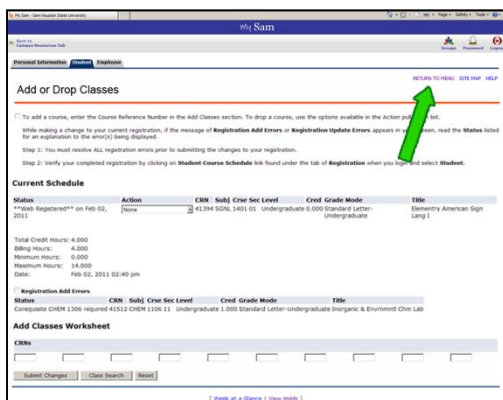 My Sam - Sam Houston State University
Page Safety Tools
My Sam
Back to
Campus Resources Tab
Groups Password Logout
Personal Information Student Employee
RETURN TO MENU SITE MAP HELP
Add or Drop Classes
To add a course, enter the Course Reference Number in the Add Classes section. To drop a course, use the options available in the Action list.
While making a change to your current registration, if the message of Registration Add Errors or Registration Update Errors appears in, read the Status listed
for an explanation to the error(s) being displayed.
Step 1: You must resolve ALL registration errors prior to submitting the changes to your registration.
Step 2: Verify your completed registration by clicking on Student Course Schedule link found under the tab of Registration when you login and select Student.
Current Schedule
Status Action CRN Subj Crse Sec Level Cred Grade Mode Title
**Web Registered** on Feb 02, None 41394 SGNL 1401 01 Undergraduate 0.000 Standard Letter- Elementry American Sign
2011 Undergraduate Lang I
Total Credit Hours: 4.000
Billing Hours: 4.000
Minimum Hours: 0.000
Maximum Hours: 14.000
Date: Feb 02, 2011 02:40 pm
Registration Add Errors
Status CRN Subj Crse Sec Level Cred Grade Mode Title
Corequisite CHEM 1306 required 41512 CHEM 1106 11 Undergraduate 1.000 Standard Letter-Undergraduate Inorganic & Envrnmntl Chm Lab
Add Classes Worksheet
CRNs
Submit Changes Class Search Reset
[ Week at a Glance | View Holds ]